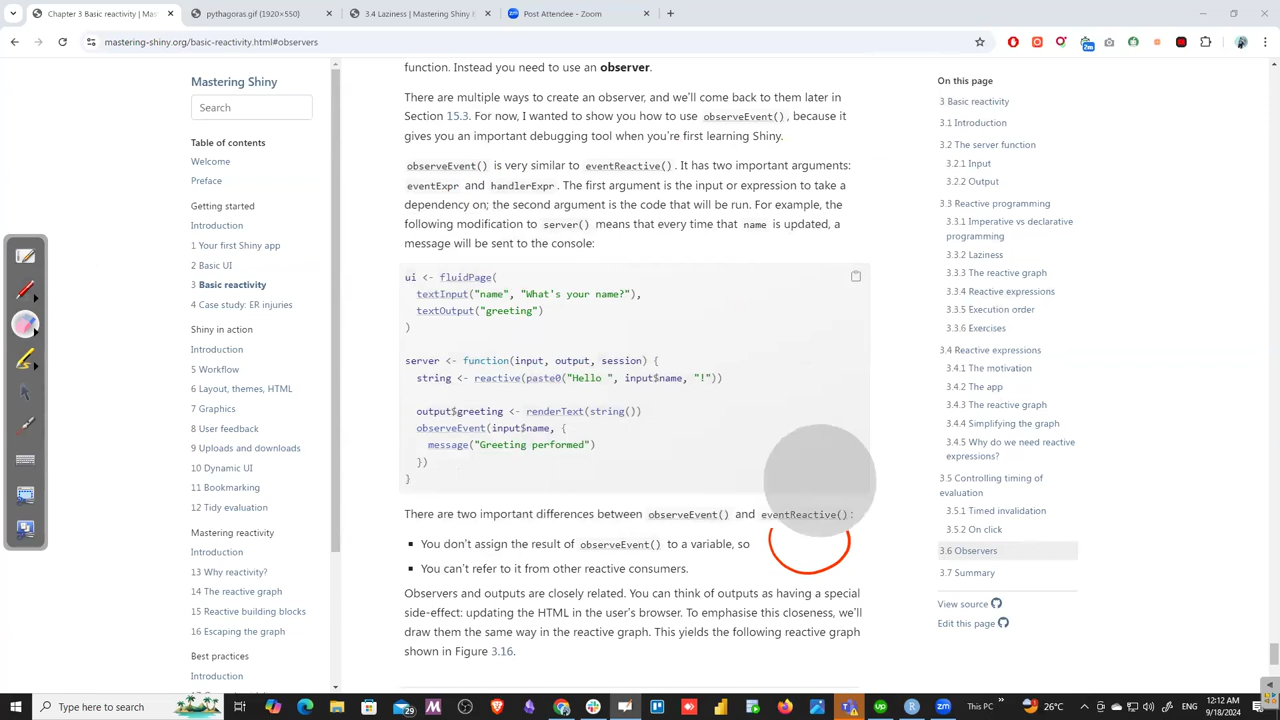 Chapter 3 Basic reactivity | Mas
pythagoras.gif (1920×550)
3.4 Laziness | Mastering Shiny
Post Attendee - Zoom
mastering-shiny.org/basic-reactivity.html#observers
2m
Mastering Shiny
Search
Table of contents
Welcome
Preface
Getting started
Introduction
1 Your first Shiny app
2 Basic UI
3 Basic reactivity
4 Case study: ER injuries
Shiny in action
Introduction
5 Workflow
6 Layout, themes, HTML
7 Graphics
8 User feedback
9 Uploads and downloads
10 Dynamic UI
11 Bookmarking
12 Tidy evaluation
Mastering reactivity
Introduction
13 Why reactivity?
14 The reactive graph
15 Reactive building blocks
16 Escaping the graph
Best practices
Introduction
function. Instead you need to use an observer.
There are multiple ways to create an observer, and we'll come back to them later in
Section 15.3. For now, I wanted to show you how to use observeEvent(), because it
gives you an important debugging tool when you're first learning Shiny.
observeEvent() is very similar to eventReactive(). It has two important arguments:
eventExpr and handlerExpr. The first argument is the input or expression to take a
dependency on; the second argument is the code that will be run. For example, the
following modification to server() means that every time that name is updated, a
message will be sent to the console:
ui <- fluidPage(
textInput("name", "What's your name?"),
textOutput("greeting")
)
server <- function(input, output, session) {
string <- reactive(paste0("Hello ", input$name, "!"))
output$greeting <- renderText(string())
observeEvent(input$name, {
message("Greeting performed")
})
}
There are two important differences between observeEvent() and eventReactive():
You don't assign the result of observeEvent() to a variable, so
You can't refer to it from other reactive consumers.
Observers and outputs are closely related. You can think of outputs as having a special
side-effect: updating the HTML in the user's browser. To emphasise this closeness, we'll
draw them the same way in the reactive graph. This yields the following reactive graph
shown in Figure 3.16.
On this page
3 Basic reactivity
3.1 Introduction
3.2 The server function
3.2.1 Input
3.2.2 Output
3.3 Reactive programming
3.3.1 Imperative vs declarative
programming
3.3.2 Laziness
3.3.3 The reactive graph
3.3.4 Reactive expressions
3.3.5 Execution order
3.3.6 Exercises
3.4 Reactive expressions
3.4.1 The motivation
3.4.2 The app
3.4.3 The reactive graph
3.4.4 Simplifying the graph
3.4.5 Why do we need reactive
expressions?
3.5 Controlling timing of
evaluation
3.5.1 Timed invalidation
3.5.2 On click
3.6 Observers
3.7 Summary
View source
Edit this page
Type here to search
29
This PC
26°C
12:12 AM
9/18/2024